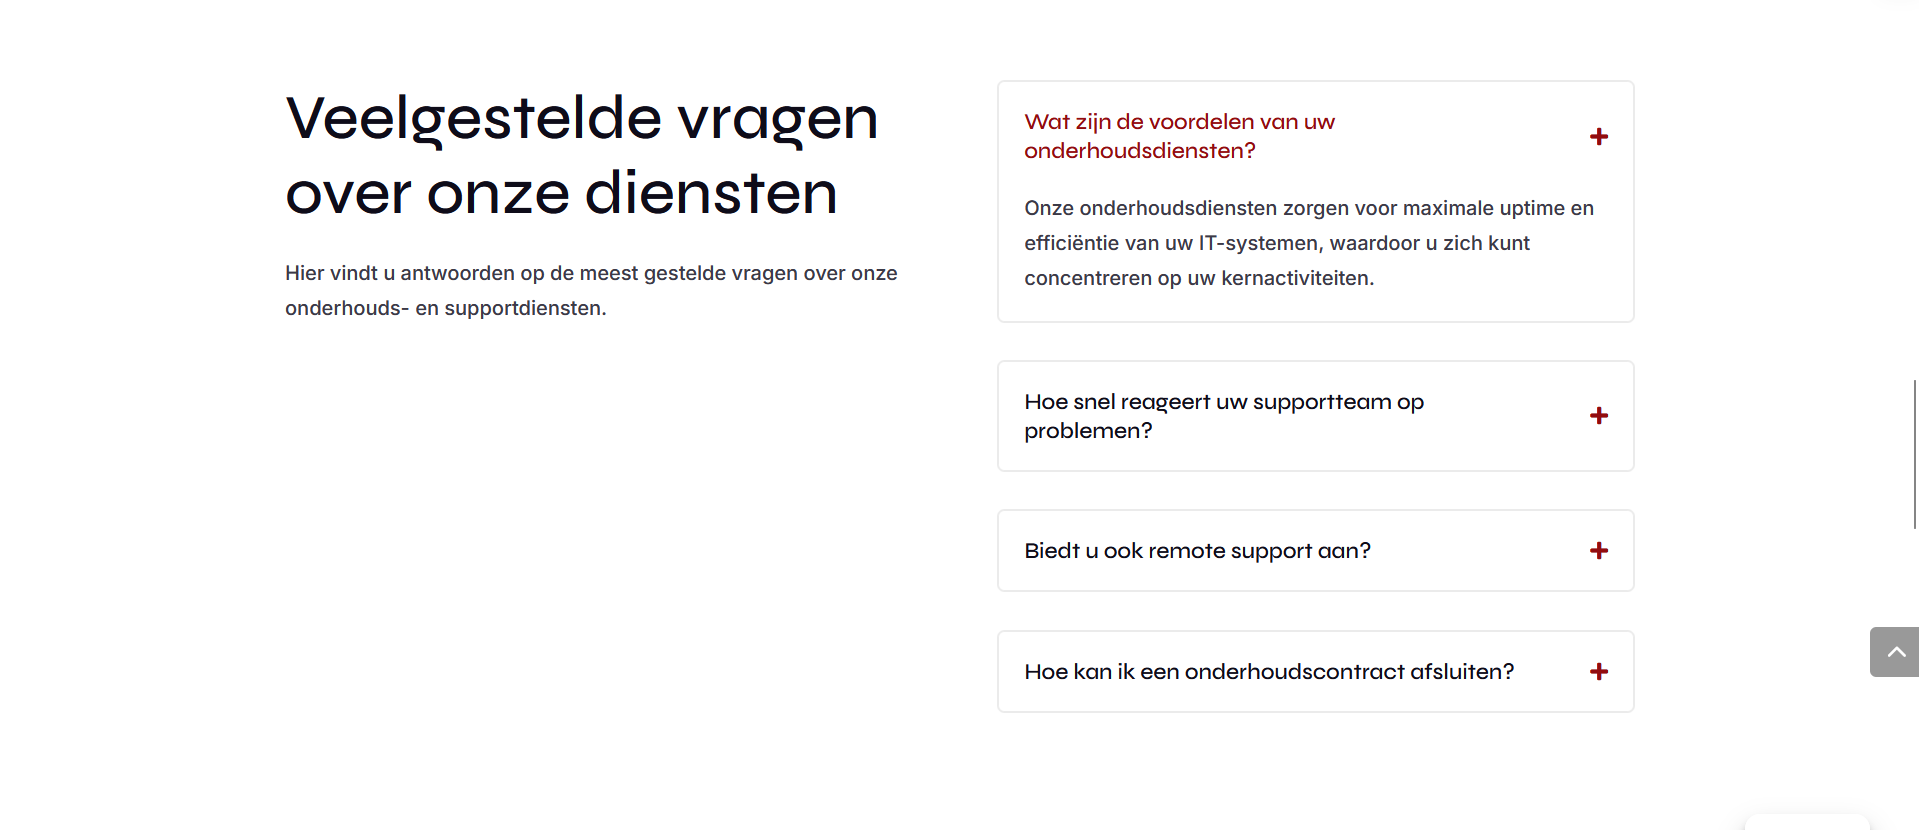 Veelgestelde vragen
over onze diensten
Hier vindt u antwoorden op de meest gestelde vragen over onze
onderhouds- en supportdiensten.
Wat zijn de voordelen van uw
onderhoudsdiensten?
Onze onderhoudsdiensten zorgen voor maximale uptime en
efficiëntie van uw IT-systemen, waardoor u zich kunt
concentreren op uw kernactiviteiten.
Hoe snel reageert uw supportteam op
problemen?
Biedt u ook remote support aan?
Hoe kan ik een onderhoudscontract afsluiten?